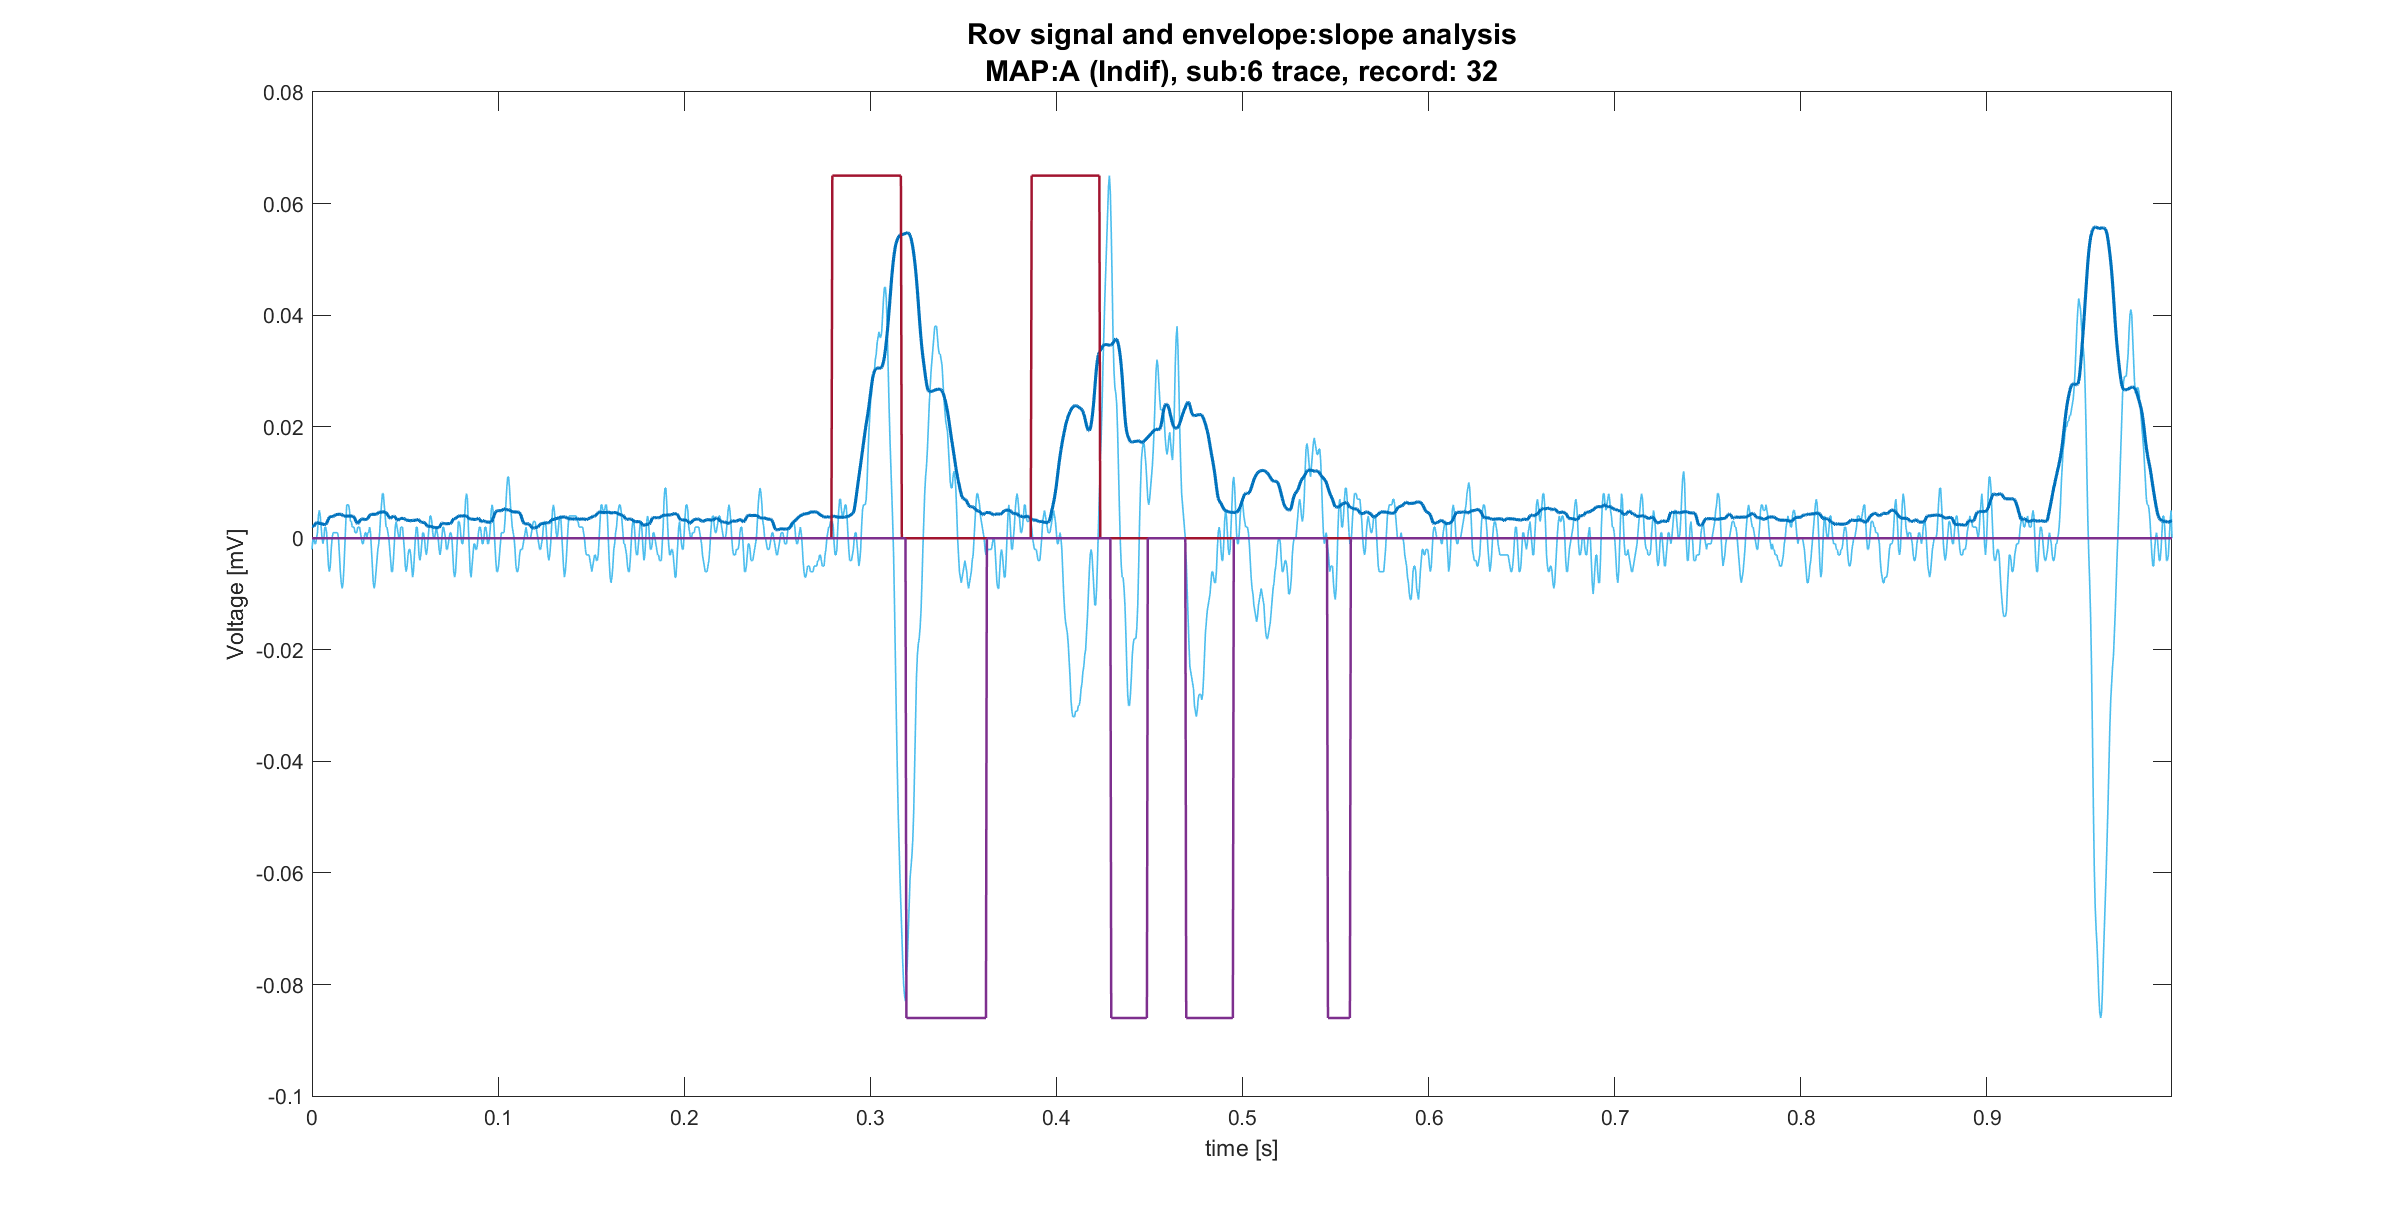 Rov signal and envelope:slope analysis
MAP:A (Indif), sub:6 trace, record: 32
0.08
0.06
0.04
0.02
0
-0.02
-0.04
-0.06
-0.08
-0.1
Voltage [mV]
0 0.1 0.2 0.3 0.4 0.5 0.6 0.7 0.8 0.9
time [s]